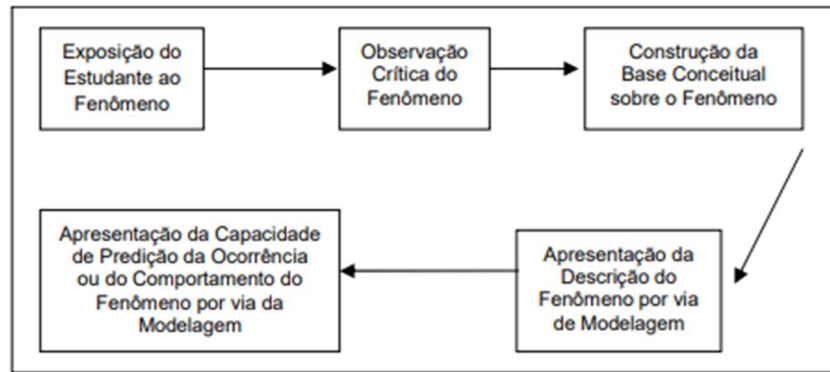 Exposição do
Estudante ao
Fenômeno
Observação
Crítica do
Fenômeno
Construção da
Base Conceitual
sobre o Fenômeno
Apresentação da
Descrição do
Fenômeno por via
de Modelagem
Apresentação da Capacidade
de Predição da Ocorrência
ou do Comportamento do
Fenômeno por via da
Modelagem